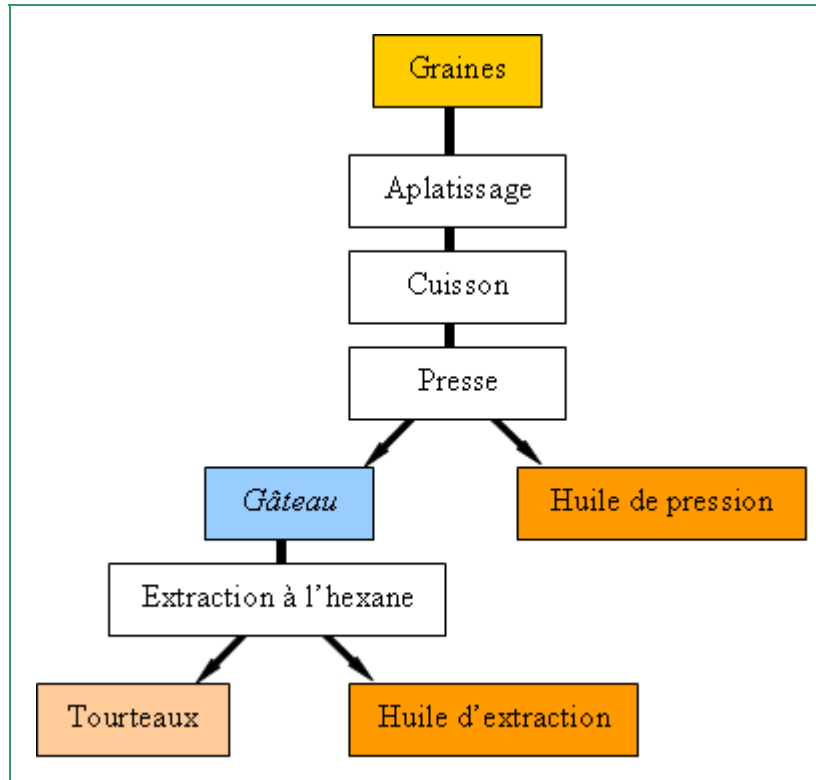 Graines
Aplatissage
Cuisson
Presse
Gâteau
Huile de pression
Extraction à l'hexane
Tourteaux
Huile d'extraction